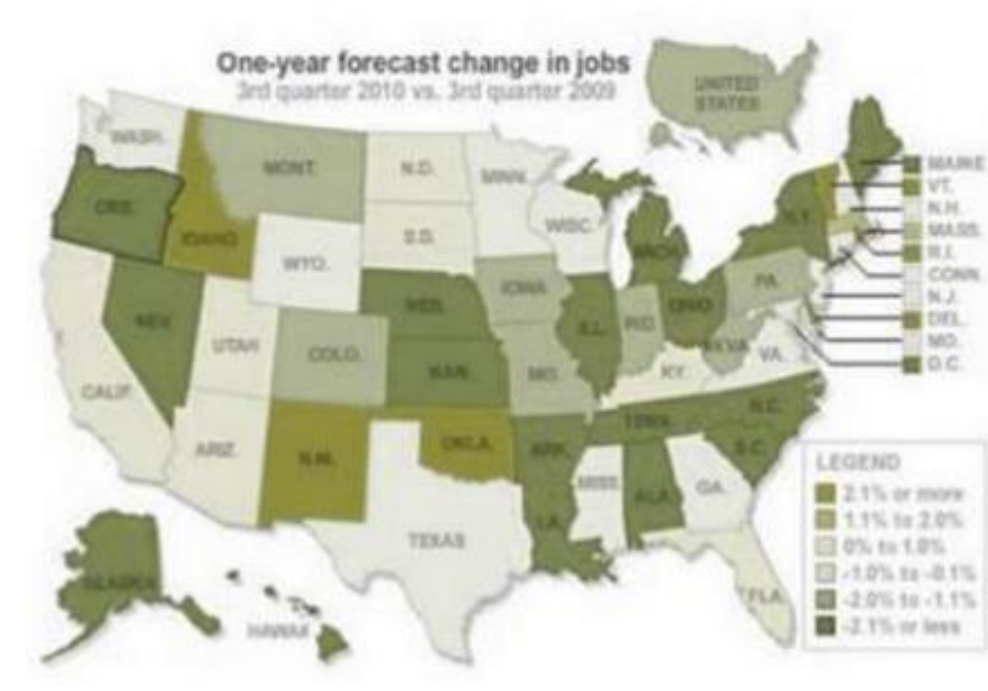 One-year forecast change in jobs
3rd quarter 2010 vs. 3rd quarter 2009
UNITED
STATES
WASH.
MONT.
N.D.
MINN.
ORE.
IDAHO
S.D.
WISC.
MICH.
N.Y.
WYO.
IOWA
PA.
NEB.
NEV.
UTAH
COLO.
ILL.
IND.
OHIO
W.VA.
VA.
KAN.
MO.
KY.
CALIF.
ARIZ.
N.M.
OKLA.
ARK.
TENN.
N.C.
S.C.
MISS.
ALA.
GA.
LA.
TEXAS
FLA.
ALASKA
HAWAII
MAINE
VT.
N.H.
MASS.
R.I.
CONN.
N.J.
DEL.
MD.
D.C.
LEGEND
2.1% or more
1.1% to 2.0%
0% to 1.0%
-1.0% to -0.1%
-2.0% to -1.1%
-2.1% or less